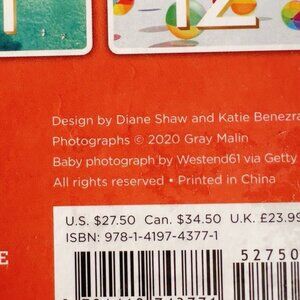 12
Design by Diane Shaw and Katie Benezra
Photographs © 2020 Gray Malin
Baby photograph by Westend61 via Getty
All rights reserved • Printed in China
U.S. $27.50 Can. $34.50 U.K. £23.99
ISBN: 978-1-4197-4377-1
52750
E